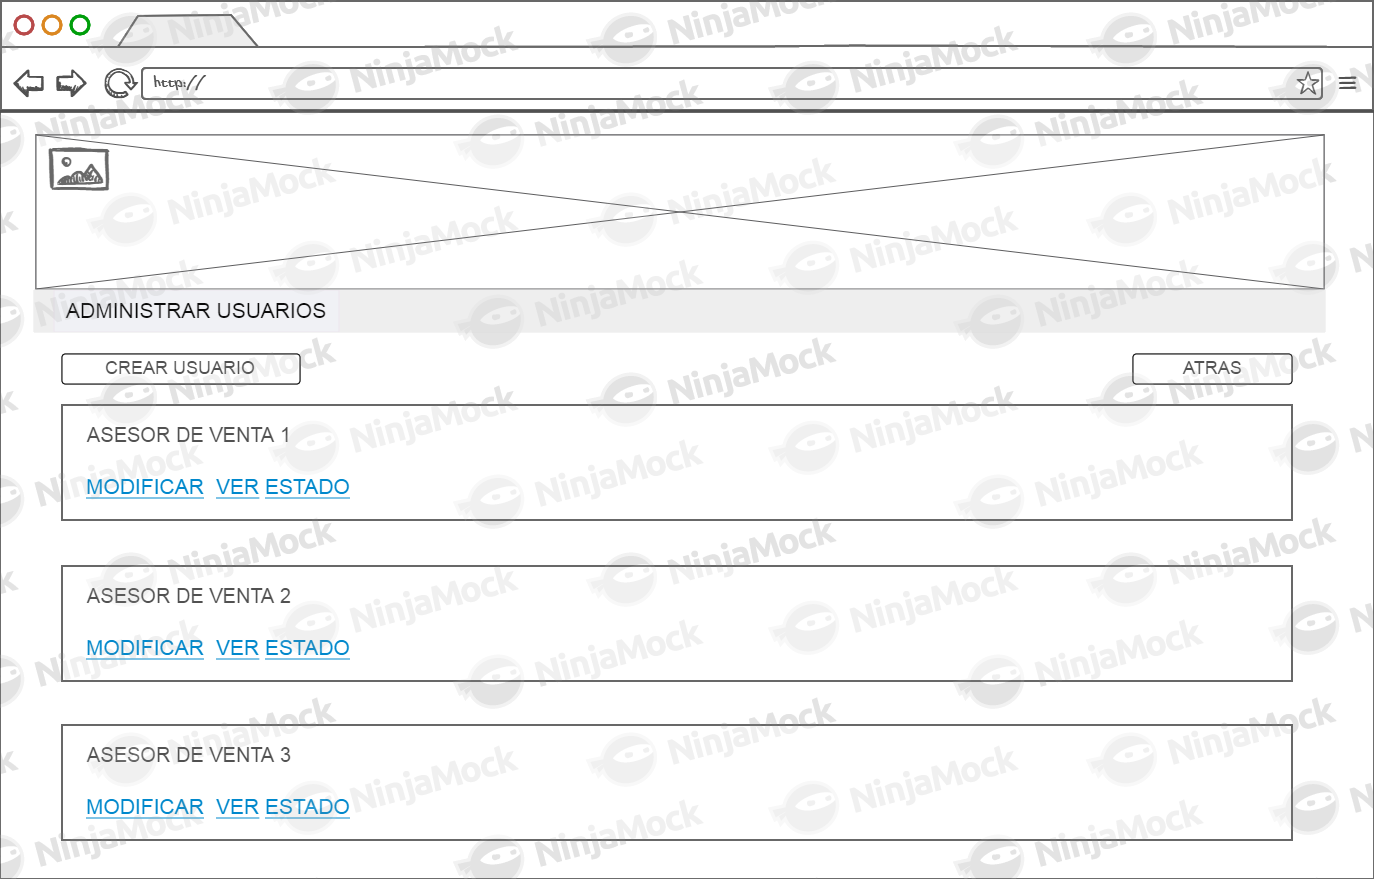 http://
ADMINISTRAR USUARIOS
CREAR USUARIO
ATRAS
ASESOR DE VENTA 1
MODIFICAR VER ESTADO
ASESOR DE VENTA 2
MODIFICAR VER ESTADO
ASESOR DE VENTA 3
MODIFICAR VER ESTADO
NinjaMock